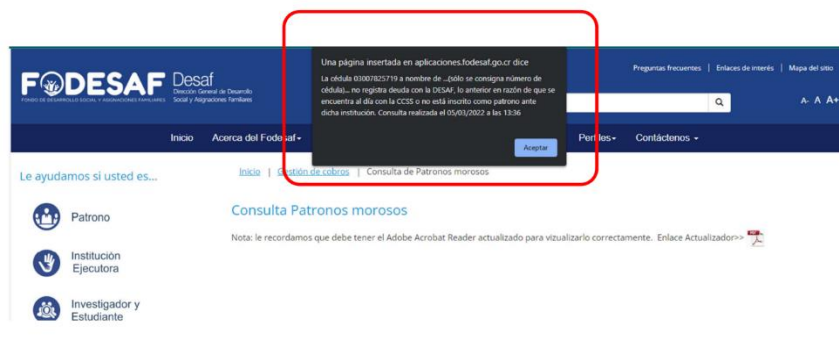 Una página insertada en aplicaciones.fodesaf.go.cr dice
La cédula 03007825719 a nombre de ...(sólo se consigna número de
cédula)... no registra deuda con la DESAF, lo anterior en razón de que se
encuentra al día con la CCSS o no está inscrito como patrono ante
dicha institución. Consulta realizada el 05/03/2022 a las 13:36
Aceptar
FODESAF
FONDO DE DESARROLLO SOCIAL Y ASIGNACIONES FAMILIARES
Desaf
Dirección General de Desarrollo
Social y Asignaciones Familiares
Preguntas frecuentes | Enlaces de interés | Mapa del sitio
A- A A+
Inicio Acerca del Fodesaf Perfiles Contáctenos
Le ayudamos si usted es...
Inicio | Gestión de cobros | Consulta de Patronos morosos
Patrono
Consulta Patronos morosos
Nota: le recordamos que debe tener el Adobe Acrobat Reader actualizado para vizualizarlo correctamente. Enlace Actualizador>>
Institución
Ejecutora
Investigador y
Estudiante